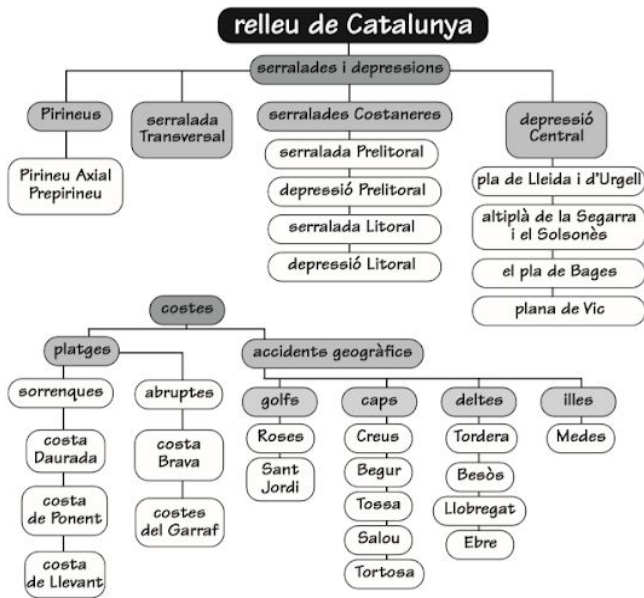 relleu de Catalunya
serralades i depressions
Pirineus
Pirineu Axial
Prepirineu
serralada
Transversal
serralades Costaneres
serralada Prelitoral
depressió Prelitoral
serralada Litoral
depressió Litoral
depressió
Central
pla de Lleida i d'Urgell
altiplà de la Segarra
i el Solsonès
el pla de Bages
plana de Vic
costes
platges
sorrenques
costa
Daurada
costa
de Ponent
costa
de Llevant
abruptes
costa
Brava
costes
del Garraf
accidents geogràfics
golfs
Roses
Sant
Jordi
caps
Creus
Begur
Tossa
Salou
Tortosa
deltes
Tordera
Besòs
Llobregat
Ebre
illes
Medes